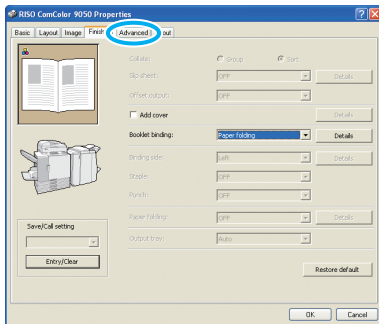 RISO ComColor 9050 Properties
Basic Layout Image Finish Advanced out
Collate: Group Sort
Slip sheet: OFF Details
Offset output: OFF
Add cover Details
Booklet binding: Paper folding Details
Binding side: Left Details
Staple: OFF
Punch: OFF
Paper folding: OFF Details
Output tray: Auto
Save/Call setting
Entry/Clear
Restore default
OK Cancel